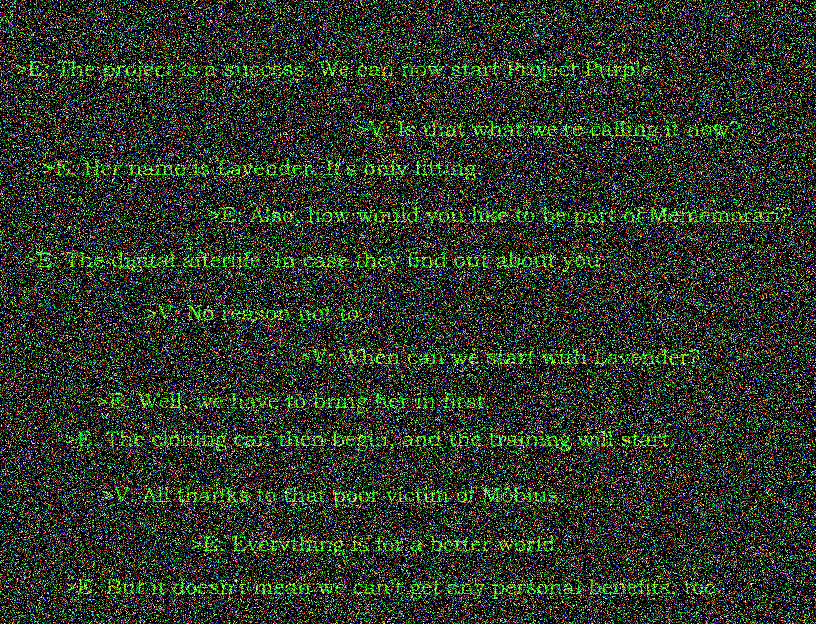 >E: The project is a success. We can now start Project Purple.
>V: Is that what we're calling it now?
>E: Her name is Lavender. It's only fitting.
>E: Also, how would you like to be part of Mememorari?
>E: The digital afterlife. In case they find out about you.
>V: No reason not to.
>V: When can we start with Lavender?
>E: Well, we have to bring her in first.
>E: The cloning can then begin, and the training will start.
>V: All thanks to that poor victim of Möbius.
>E: Everything is for a better world.
>E: But it doesn't mean we can't get any personal benefits, too.